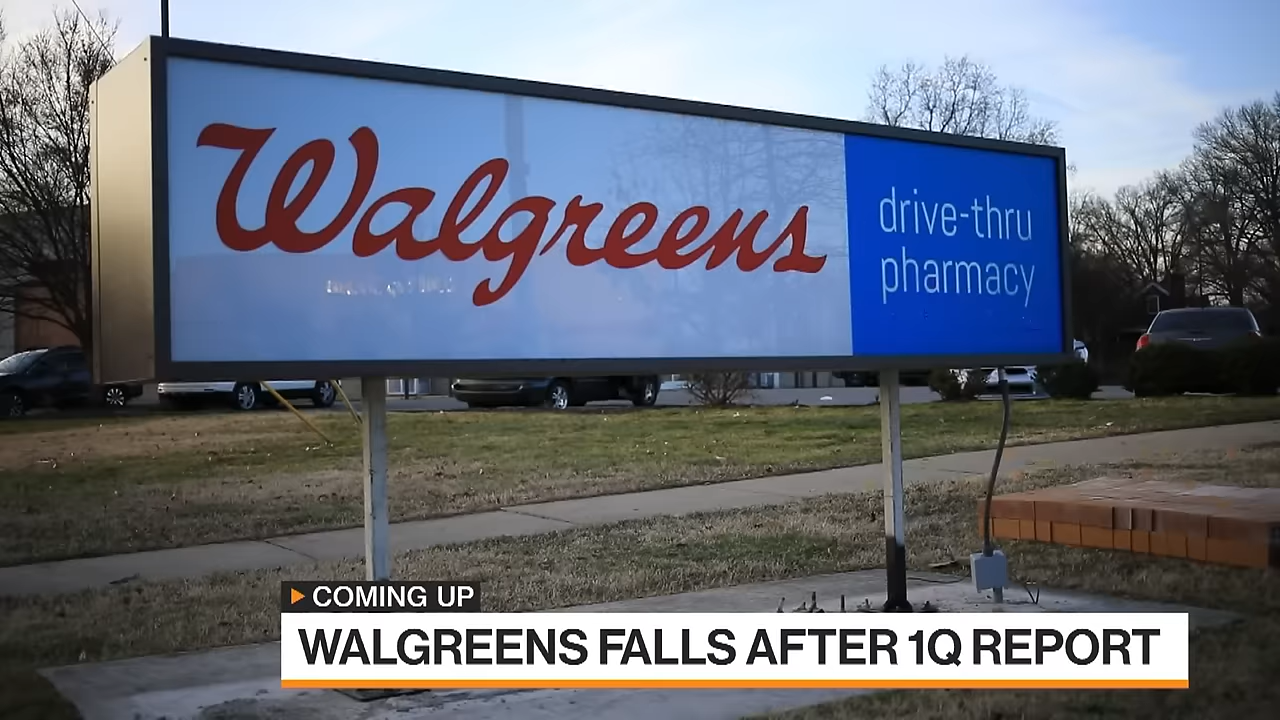 Walgreens
drive-thru
pharmacy
COMING UP
WALGREENS FALLS AFTER 1Q REPORT